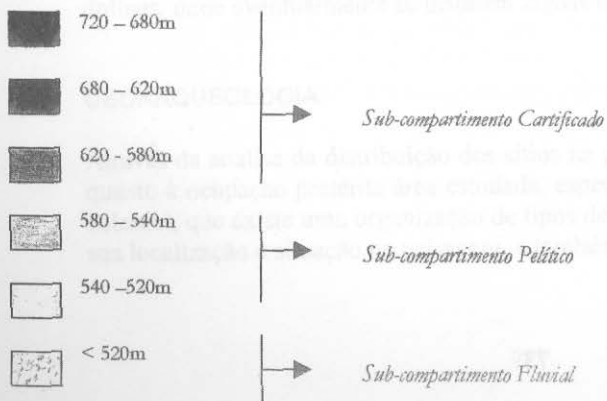 720 – 680m
680 – 620m
Sub-compartimento Cartificado
620 – 580m
580 – 540m
Sub-compartimento Pelítico
540 –520m
< 520m
Sub-compartimento Fluvial